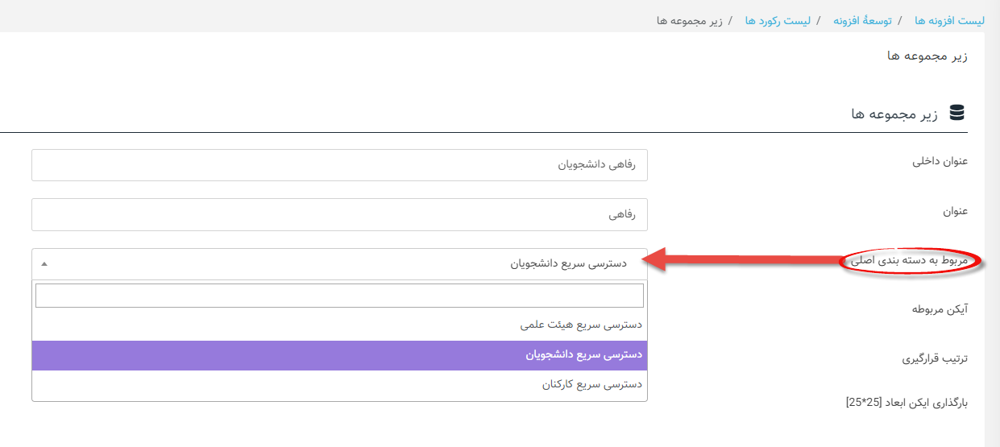 لیست افزونه ها / توسعهٔ افزونه / لیست رکورد ها / زیر مجموعه ها
زیر مجموعه ها
زیر مجموعه ها
عنوان داخلی
رفاهی دانشجویان
عنوان
رفاهی
مربوط به دسته بندی اصلی
دسترسی سریع دانشجویان
دسترسی سریع هیئت علمی
دسترسی سریع دانشجویان
دسترسی سریع کارکنان
آیکن مربوطه
ترتیب قرارگیری
بارگذاری ایکن ابعاد [25*25]